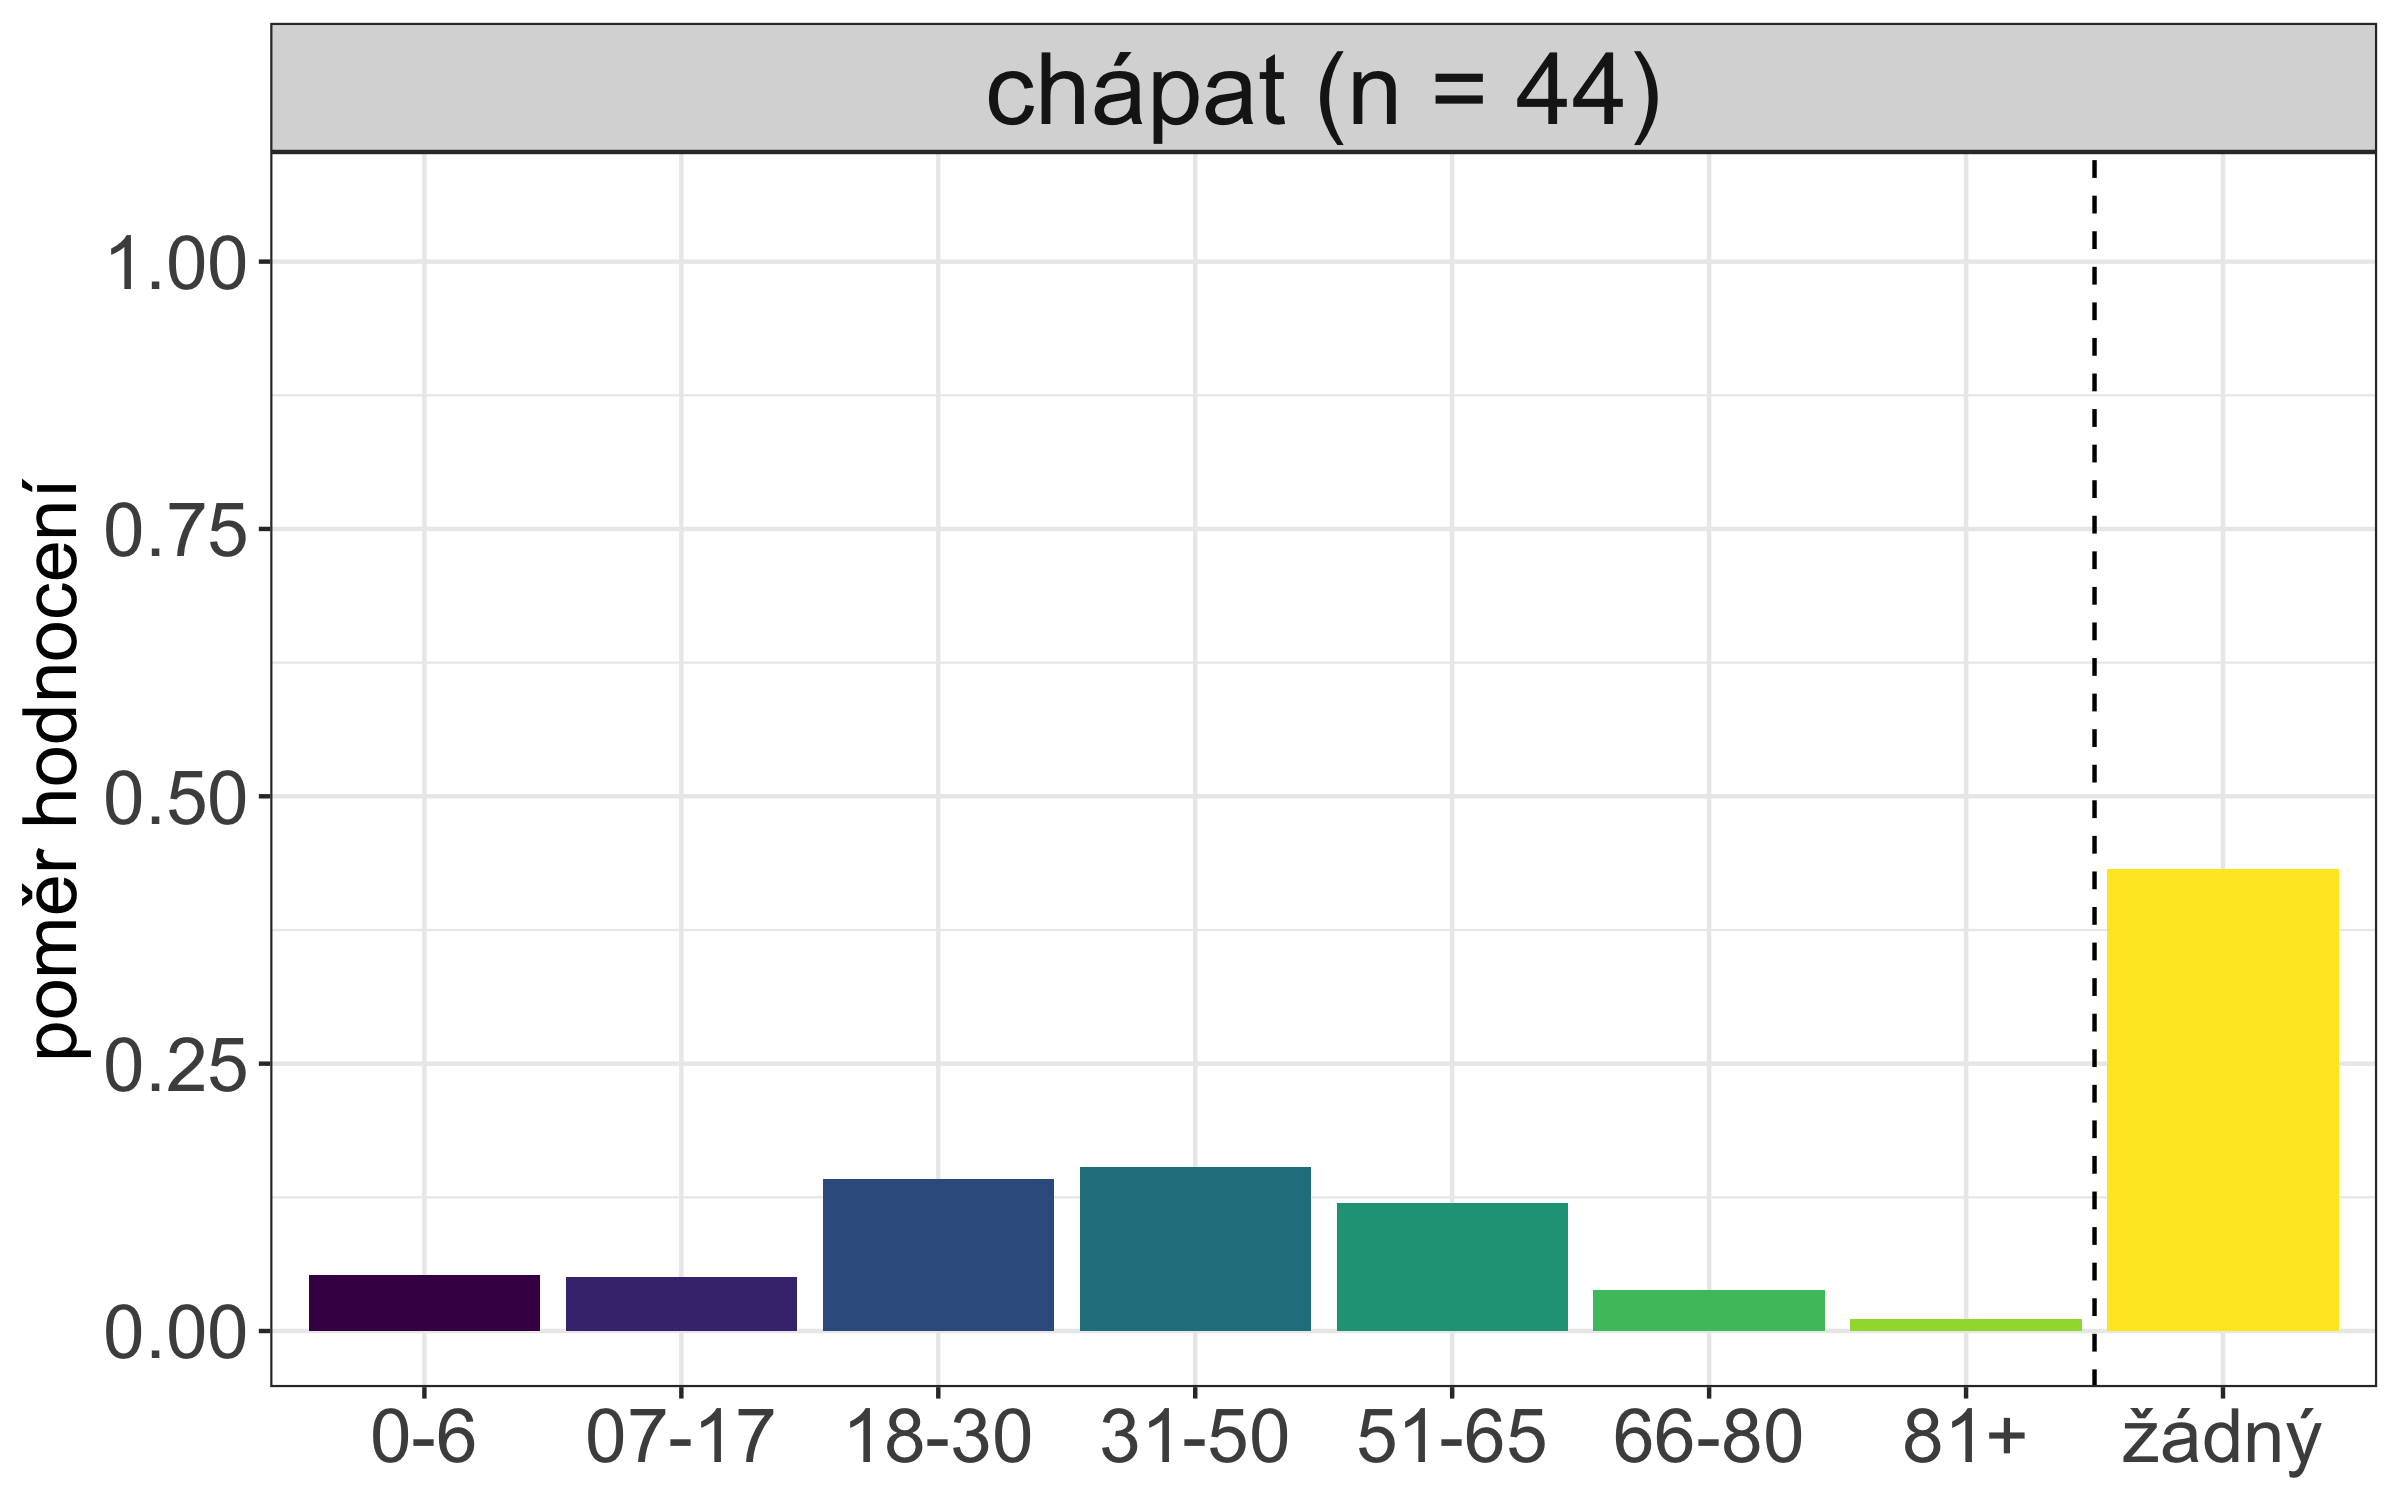 chápat (n = 44)
poměr hodnocení
1.00
0.75
0.50
0.25
0.00
0-6 07-17 18-30 31-50 51-65 66-80 81+ žádný